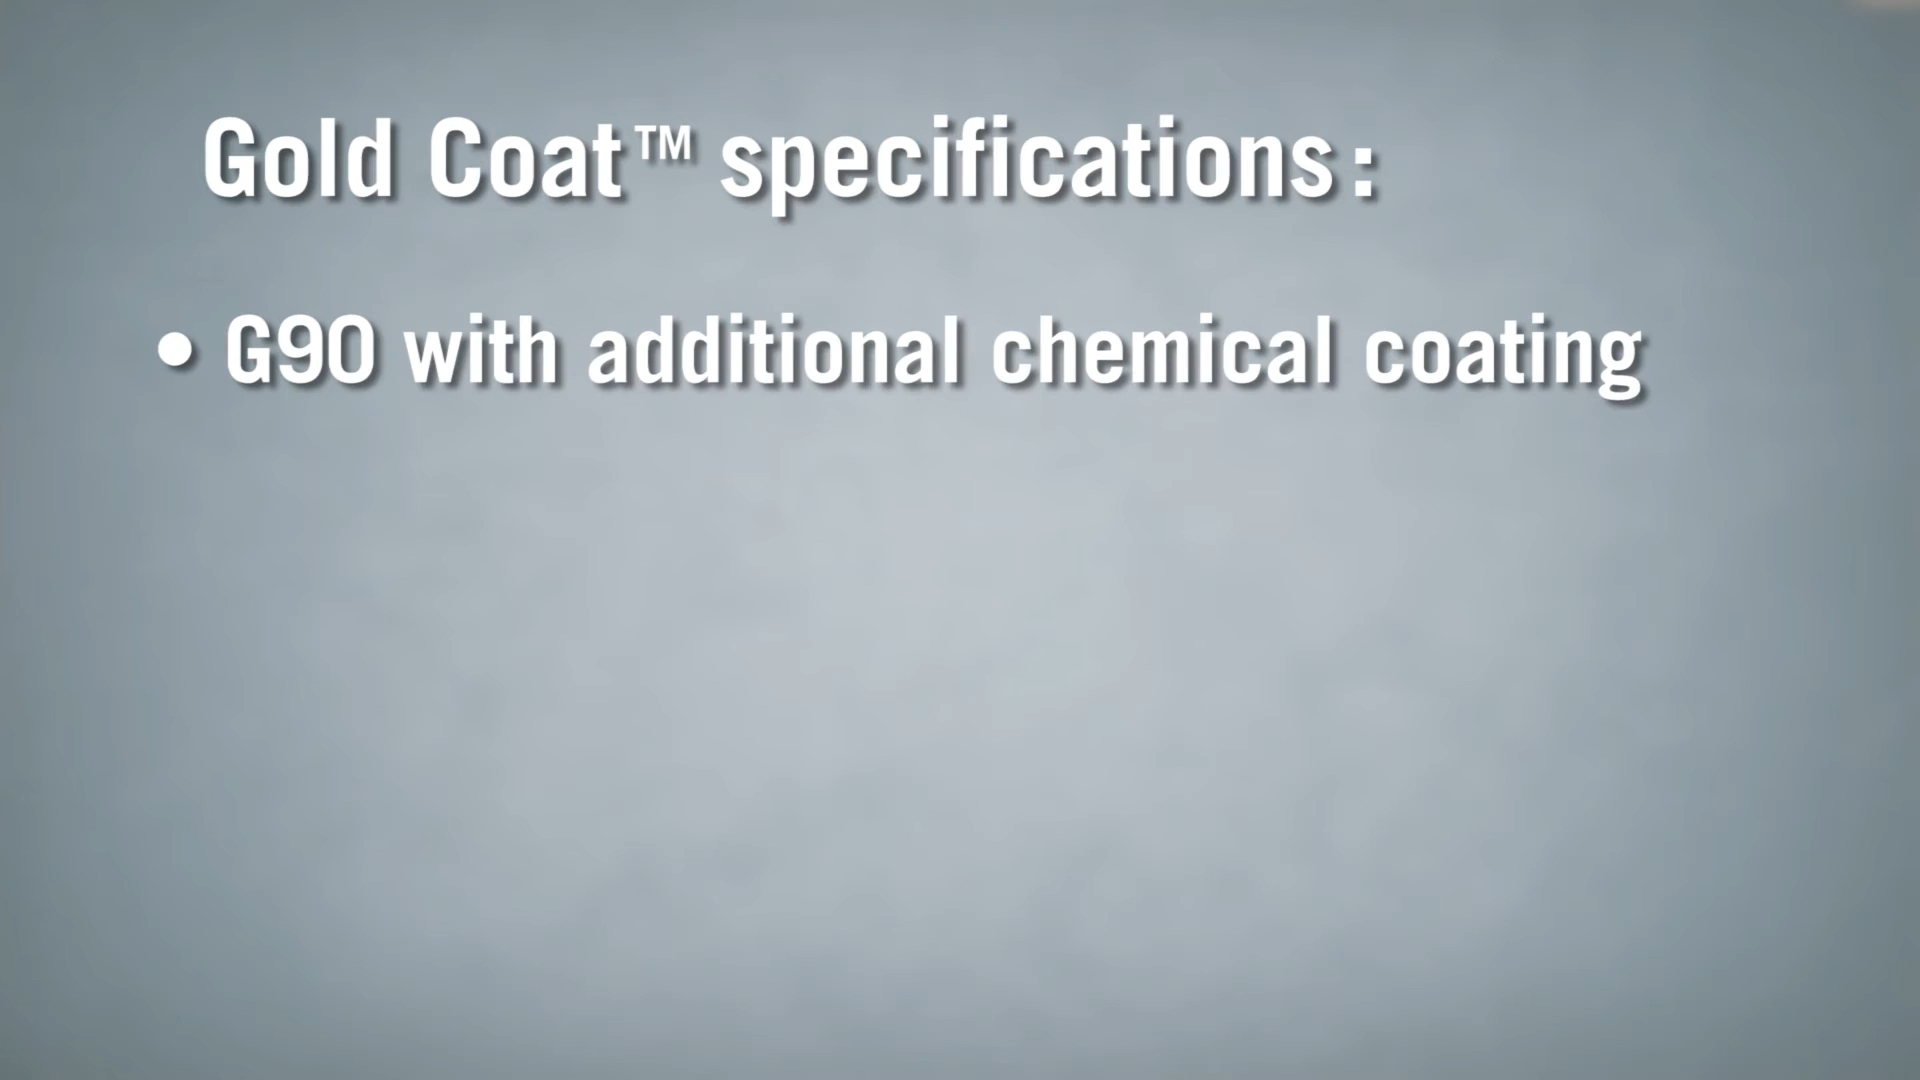 Gold Coat™ specifications:
• G90 with additional chemical coating